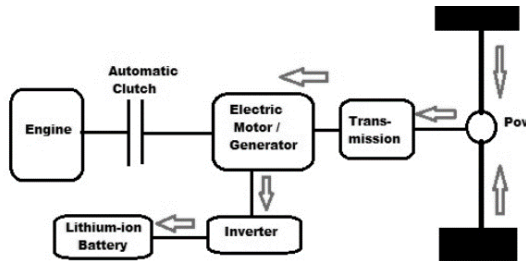 Automatic
Clutch
Engine
Electric
Motor /
Generator
Trans-
mission
Pow
Lithium-ion
Battery
Inverter